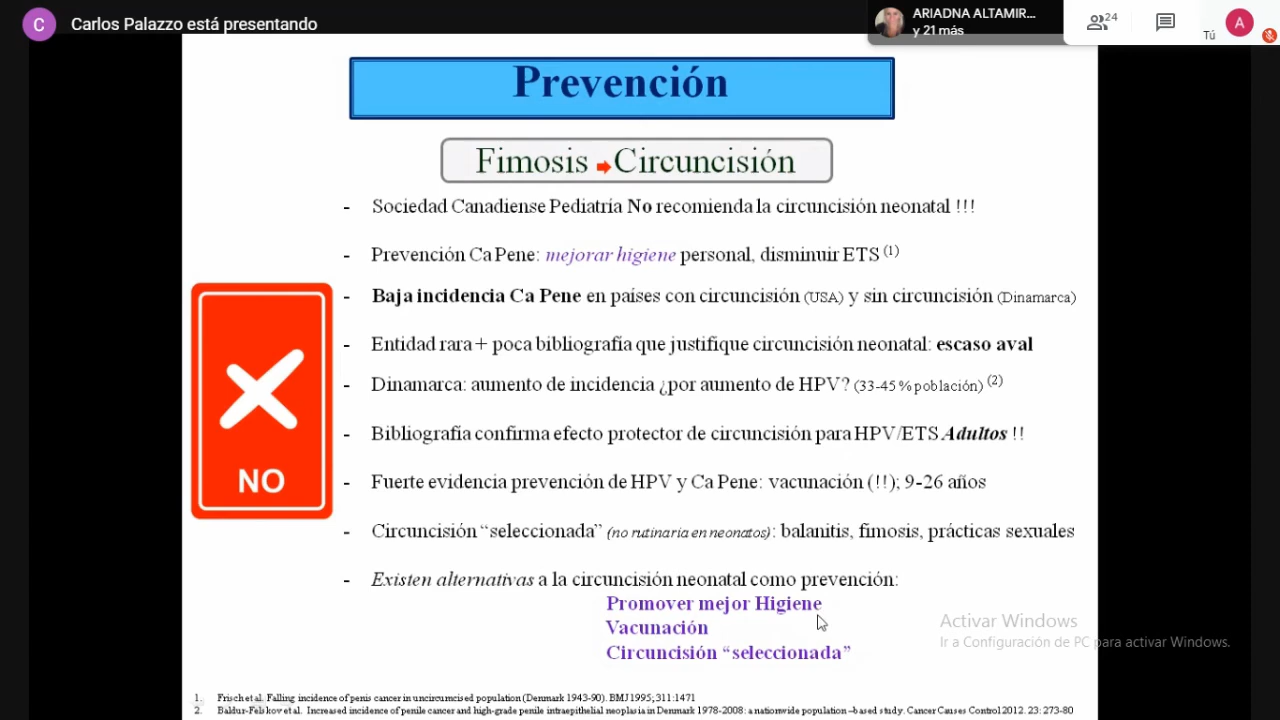 C Carlos Palazzo está presentando
ARIADNA ALTAMIR...
y 21 más
24
Tú
A
Prevención
Fimosis Circuncisión
- Sociedad Canadiense Pediatría No recomienda la circuncisión neonatal !!!
- Prevención Ca Pene: mejorar higiene personal, disminuir ETS (1)
- Baja incidencia Ca Pene en países con circuncisión (USA) y sin circuncisión (Dinamarca)
- Entidad rara + poca bibliografía que justifique circuncisión neonatal: escaso aval
- Dinamarca: aumento de incidencia ¿por aumento de HPV? (33-45 % población) (2)
- Bibliografía confirma efecto protector de circuncisión para HPV/ETS Adultos !!
- Fuerte evidencia prevención de HPV y Ca Pene: vacunación (!!); 9-26 años
- Circuncisión “seleccionada” (no rutinaria en neonatos): balanitis, fimosis, prácticas sexuales
- Existen alternativas a la circuncisión neonatal como prevención:
Promover mejor Higiene
Vacunación
Circuncisión “seleccionada”
NO
Activar Windows
Ir a Configuración de PC para activar Windows.
1. Frisch et al. Falling incidence of penis cancer in uncircumcised population (Denmark 1943-90). BMJ 1995; 311:1471
2. Baldur-Felskov et al. Increased incidence of penile cancer and high-grade penile intraepithelial neoplasia in Denmark 1978-2008: a nationwide population –based study. Cancer Causes Control 2012. 23: 273-80